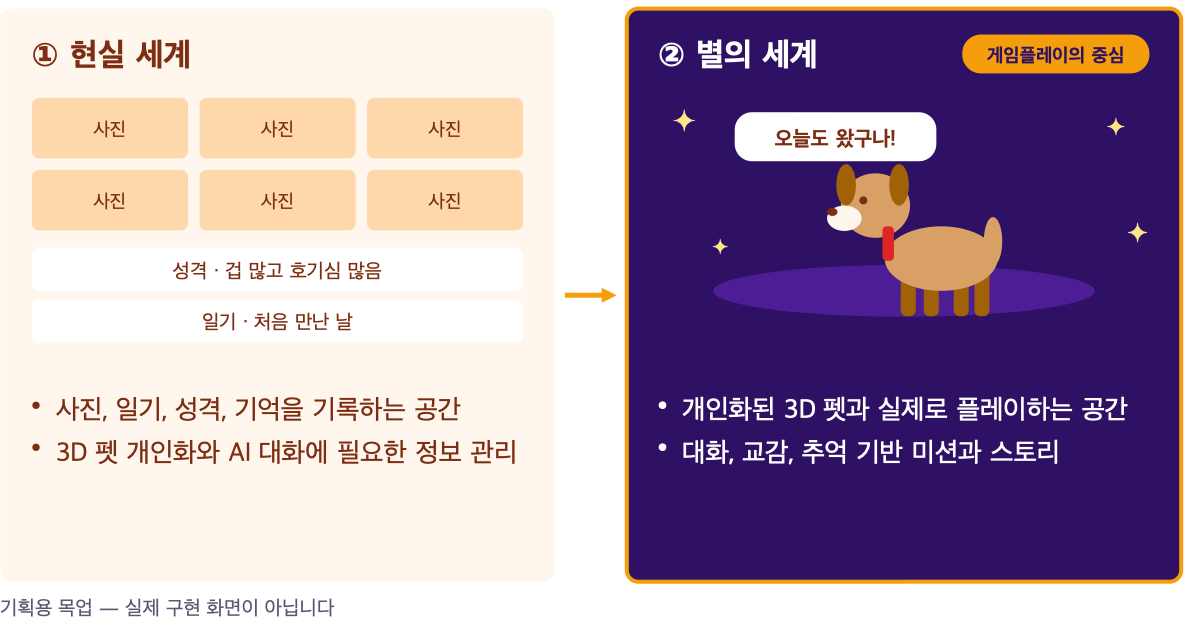 ① 현실 세계
사진
사진
사진
사진
사진
사진
성격 · 겁 많고 호기심 많음
일기 · 처음 만난 날
• 사진, 일기, 성격, 기억을 기록하는 공간
• 3D 펫 개인화와 AI 대화에 필요한 정보 관리
② 별의 세계
게임플레이의 중심
오늘도 왔구나!
• 개인화된 3D 펫과 실제로 플레이하는 공간
• 대화, 교감, 추억 기반 미션과 스토리
기획용 목업 — 실제 구현 화면이 아닙니다